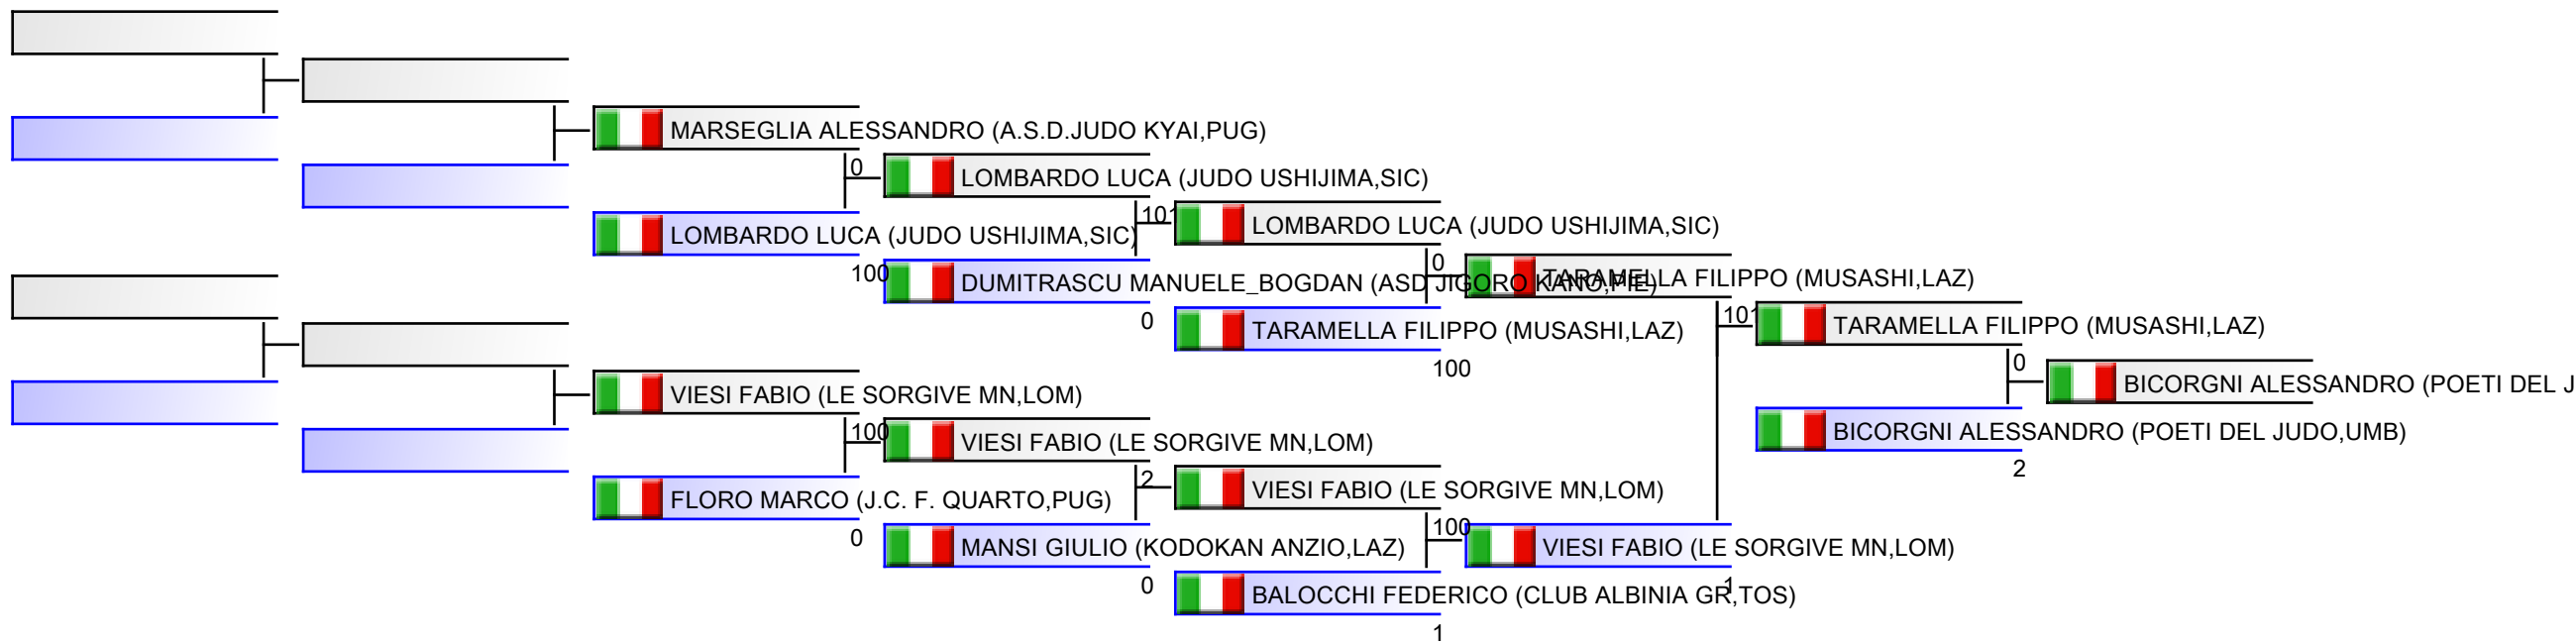 MARSEGLIA ALESSANDRO (A.S.D.JUDO KYAI,PUG)
0
LOMBARDO LUCA (JUDO USHIJIMA,SIC)
LOMBARDO LUCA (JUDO USHIJIMA,SIC)
100
101
LOMBARDO LUCA (JUDO USHIJIMA,SIC)
DUMITRASCU MANUELE_BOGDAN (ASD JIGORO KANO,PIE)
0
0
TARAMELLA FILIPPO (MUSASHI,LAZ)
TARAMELLA FILIPPO (MUSASHI,LAZ)
100
101
TARAMELLA FILIPPO (MUSASHI,LAZ)
0
BICORGNI ALESSANDRO (POETI DEL J
BICORGNI ALESSANDRO (POETI DEL JUDO,UMB)
2
VIESI FABIO (LE SORGIVE MN,LOM)
100
VIESI FABIO (LE SORGIVE MN,LOM)
FLORO MARCO (J.C. F. QUARTO,PUG)
0
2
VIESI FABIO (LE SORGIVE MN,LOM)
MANSI GIULIO (KODOKAN ANZIO,LAZ)
0
100
VIESI FABIO (LE SORGIVE MN,LOM)
1
BALOCCHI FEDERICO (CLUB ALBINIA GR,TOS)
1